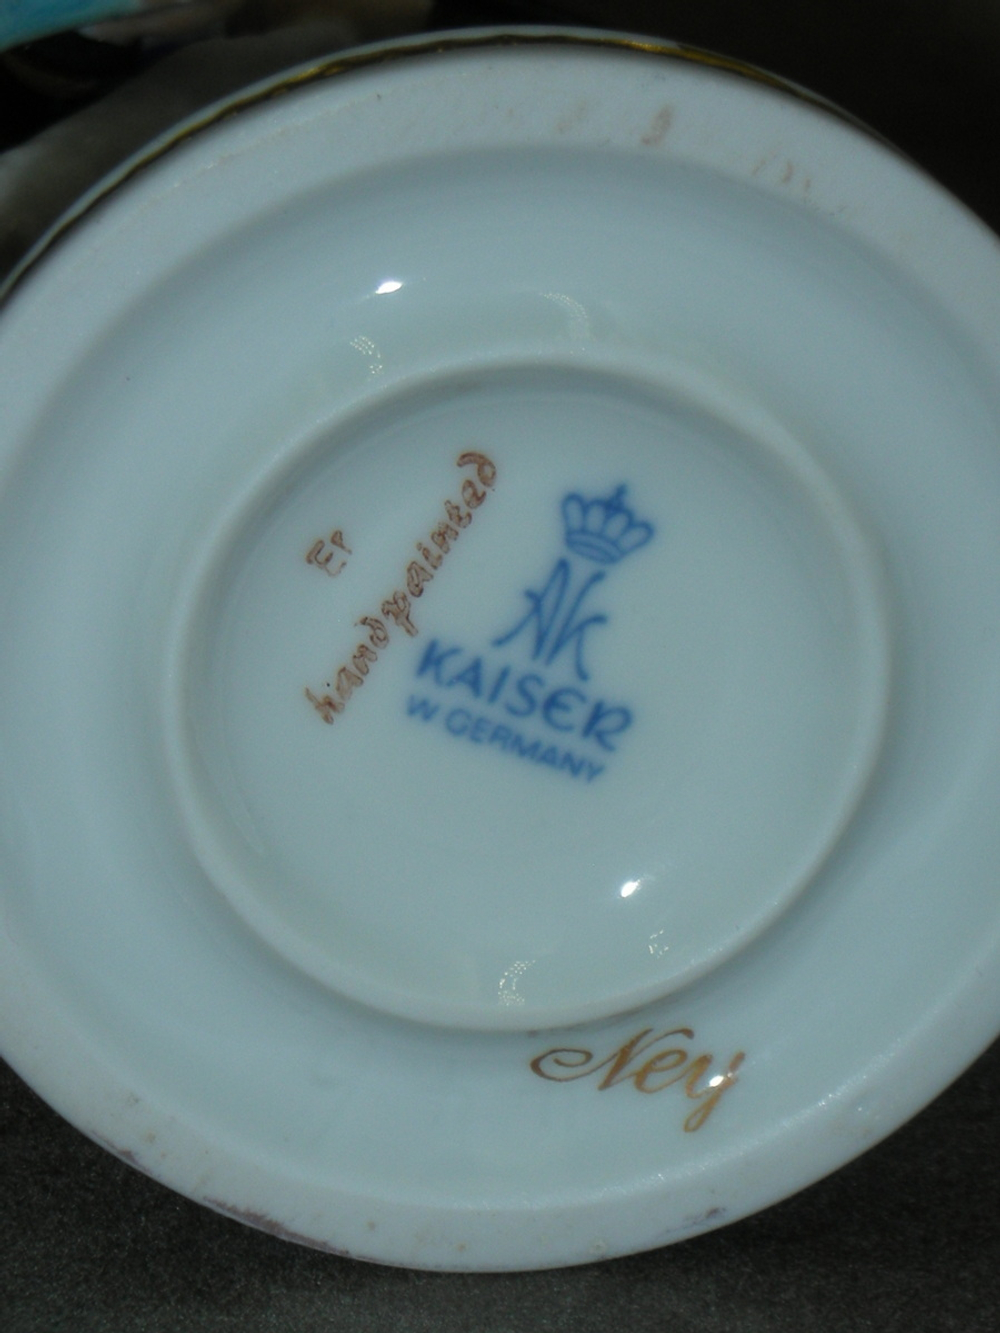 Er
handpainted
AK
KAISER
W GERMANY
Ney